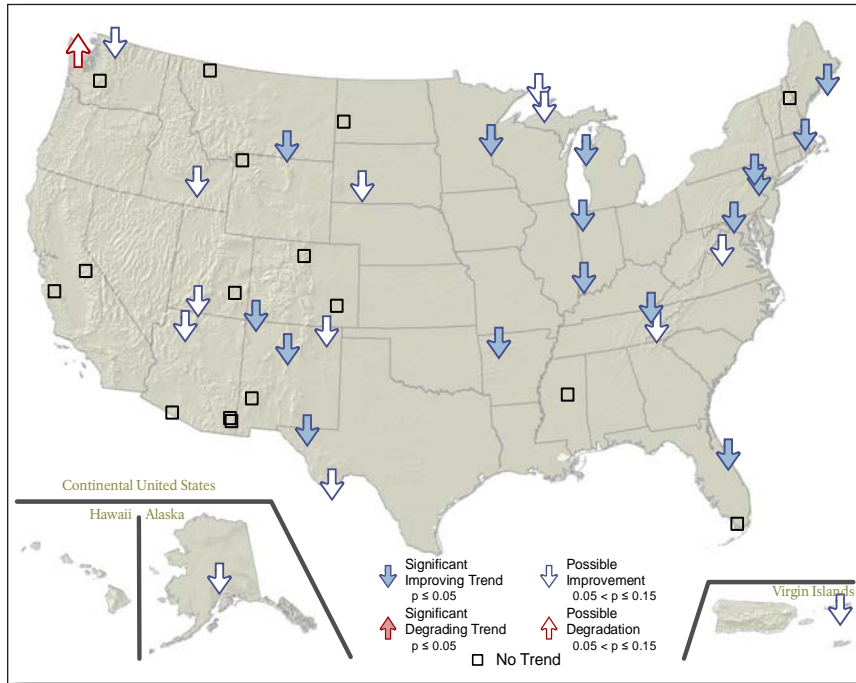 Continental United States
Hawaii
Alaska
Virgin Islands
Significant
Improving Trend
p ≤ 0.05
Possible
Improvement
0.05 < p ≤ 0.15
Significant
Degrading Trend
p ≤ 0.05
Possible
Degradation
0.05 < p ≤ 0.15
No Trend